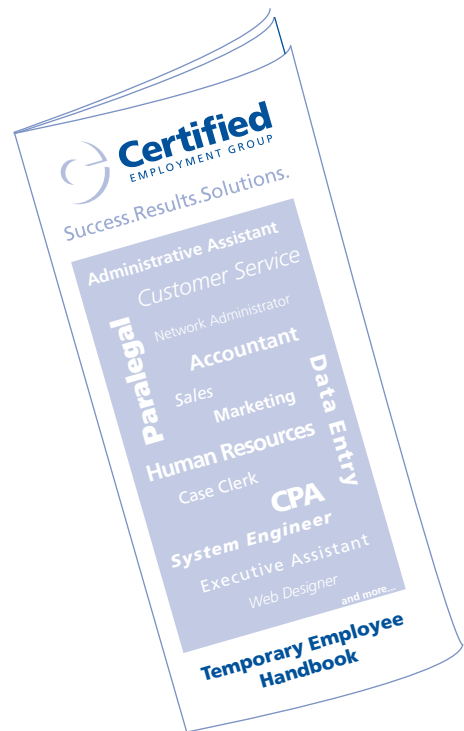 Certified
EMPLOYMENT GROUP
Success.Results.Solutions.
Administrative Assistant
Customer Service
Network Administrator
Paralegal
Accountant
Sales
Data Entry
Marketing
Human Resources
Case Clerk
CPA
System Engineer
Executive Assistant
Web Designer
and more...
Temporary Employee
Handbook